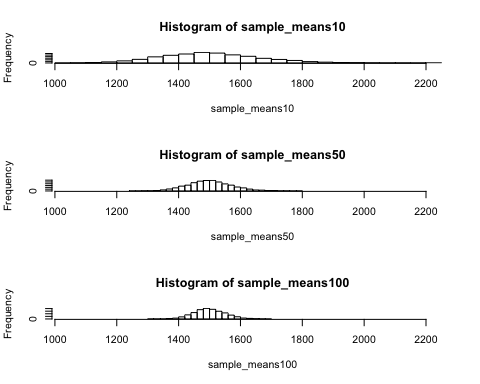 Histogram of sample_means10
Frequency
0
1000 1200 1400 1600 1800 2000 2200
sample_means10
Histogram of sample_means50
Frequency
0
1000 1200 1400 1600 1800 2000 2200
sample_means50
Histogram of sample_means100
Frequency
0
1000 1200 1400 1600 1800 2000 2200
sample_means100